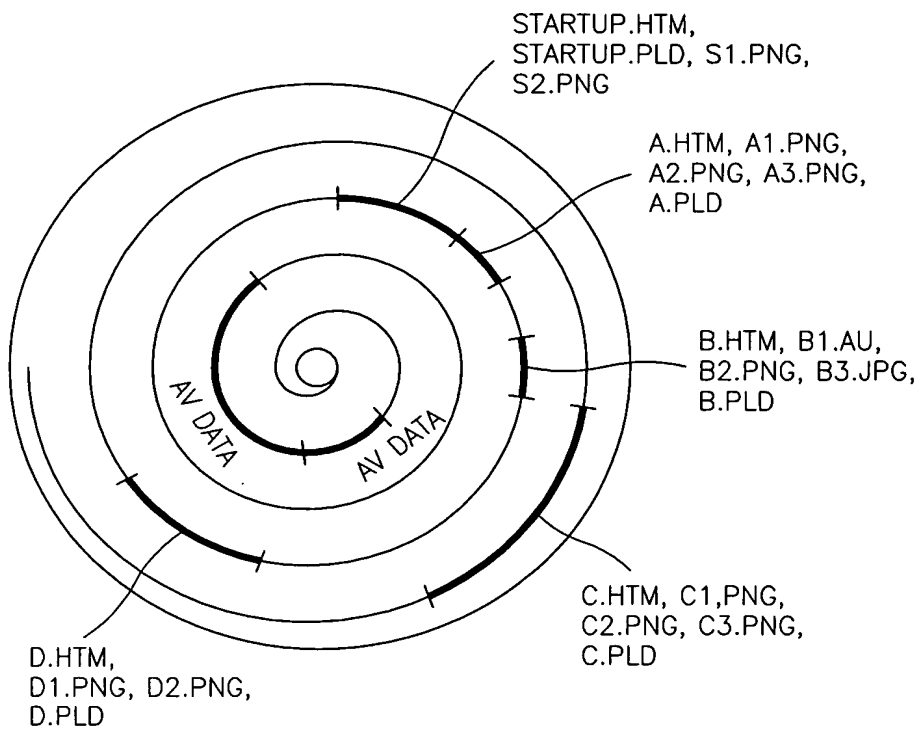 STARTUP.HTM,
STARTUP.PLD, S1.PNG,
S2.PNG
A.HTM, A1.PNG,
A2.PNG, A3.PNG,
A.PLD
B.HTM, B1.AU,
B2.PNG, B3.JPG,
B.PLD
AV DATA
AV DATA
C.HTM, C1,PNG,
C2.PNG, C3.PNG,
C.PLD
D.HTM,
D1.PNG, D2.PNG,
D.PLD